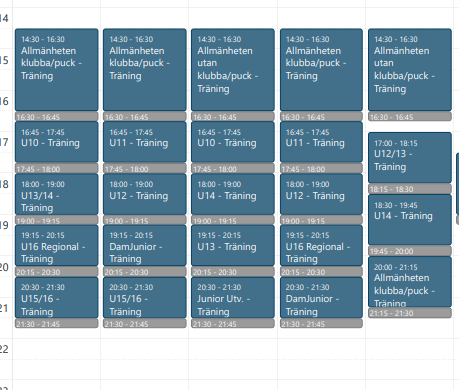 14
15
16
17
18
19
20
21
22
14:30 - 16:30
Allmänheten
klubba/puck -
Träning
16:30 - 16:45
16:45 - 17:45
U10 - Träning
17:45 - 18:00
18:00 - 19:00
U13/14 -
Träning
19:00 - 19:15
19:15 - 20:15
U16 Regional -
Träning
20:15 - 20:30
20:30 - 21:30
U15/16 -
Träning
21:30 - 21:45
14:30 - 16:30
Allmänheten
klubba/puck -
Träning
16:30 - 16:45
16:45 - 17:45
U11 - Träning
17:45 - 18:00
18:00 - 19:00
U12 - Träning
19:00 - 19:15
19:15 - 20:15
DamJunior -
Träning
20:15 - 20:30
20:30 - 21:30
U15/16 -
Träning
21:30 - 21:45
14:30 - 16:30
Allmänheten
utan
klubba/puck -
Träning
16:30 - 16:45
16:45 - 17:45
U10 - Träning
17:45 - 18:00
18:00 - 19:00
U14 - Träning
19:00 - 19:15
19:15 - 20:15
U13 - Träning
20:15 - 20:30
20:30 - 21:30
Junior Utv. -
Träning
21:30 - 21:45
14:30 - 16:30
Allmänheten
klubba/puck -
Träning
16:30 - 16:45
16:45 - 17:45
U11 - Träning
17:45 - 18:00
18:00 - 19:00
U12 - Träning
19:00 - 19:15
19:15 - 20:15
U16 Regional -
Träning
20:15 - 20:30
20:30 - 21:30
DamJunior -
Träning
21:30 - 21:45
14:30 - 16:30
Allmänheten
utan
klubba/puck -
Träning
16:30 - 16:45
17:00 - 18:15
U12/13 -
Träning
18:15 - 18:30
18:30 - 19:45
U14 - Träning
19:45 - 20:00
20:00 - 21:15
Allmänheten
klubba/puck -
Träning
21:15 - 21:30